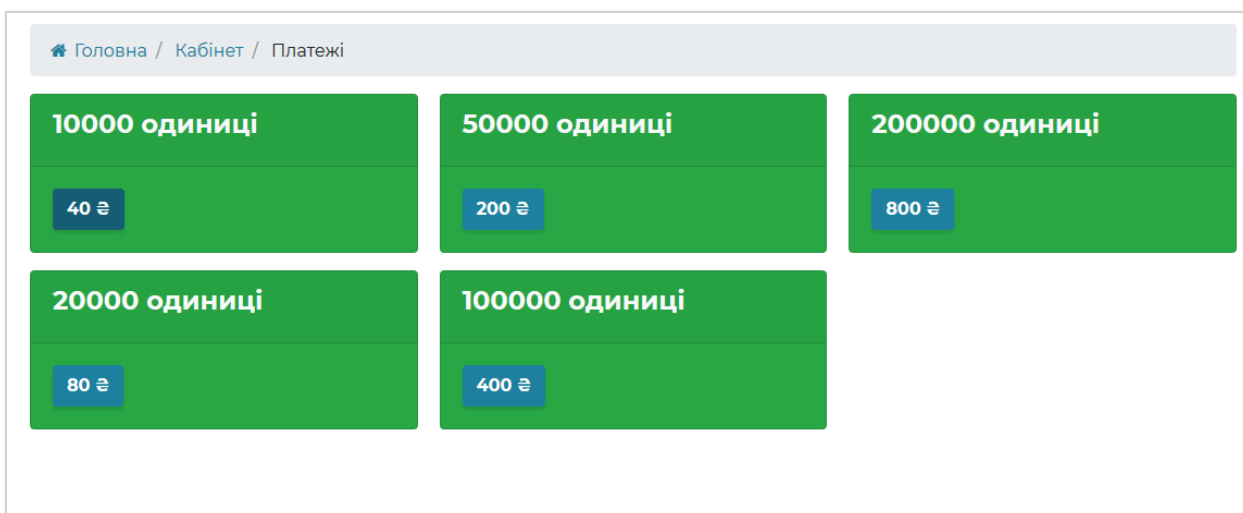 Головна / Кабінет / Платежі
10000 одиниці
40 ₴
50000 одиниці
200 ₴
200000 одиниці
800 ₴
20000 одиниці
80 ₴
100000 одиниці
400 ₴